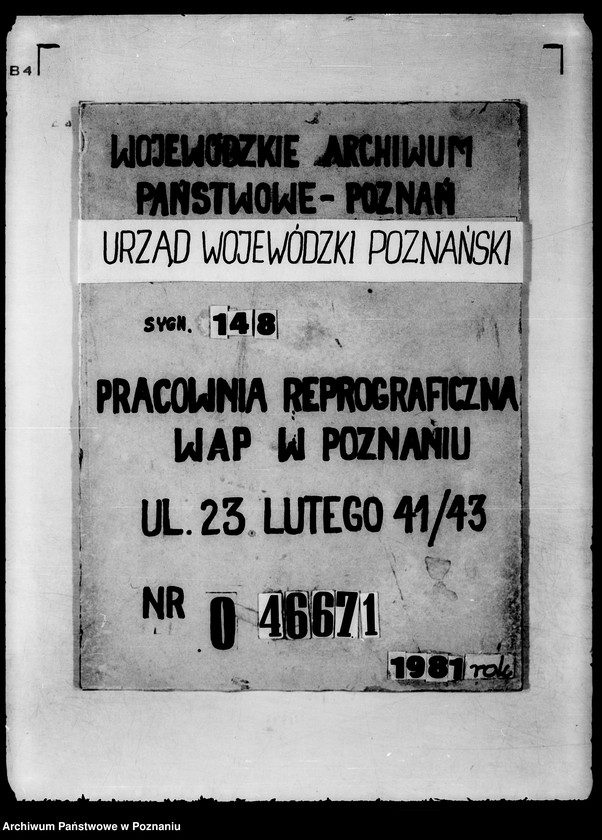 B4
WOJEWÓDZKIE ARCHIWUM
PAŃSTWOWE - POZNAŃ
URZĄD WOJEWÓDZKI POZNAŃSKI
SYGN. 148
PRACOWNIA REPROGRAFICZNA
WAP W POZNANIU
UL. 23 LUTEGO 41/43
NR 0 46671
1981 roku
Archiwum Państwowe w Poznaniu